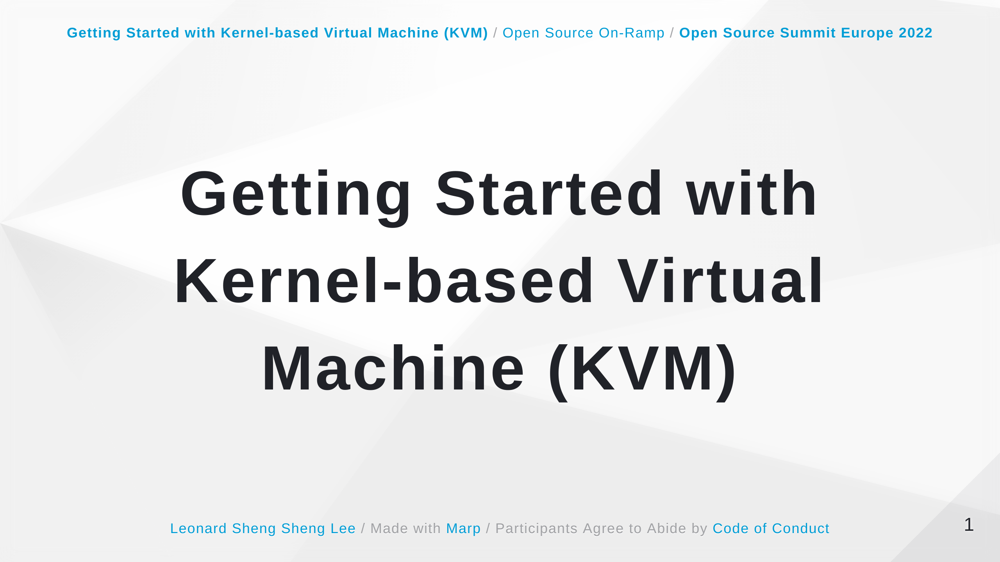 Getting Started with Kernel-based Virtual Machine (KVM) / Open Source On-Ramp / Open Source Summit Europe 2022
Getting Started with
Kernel-based Virtual
Machine (KVM)
Leonard Sheng Sheng Lee / Made with Marp / Participants Agree to Abide by Code of Conduct
1